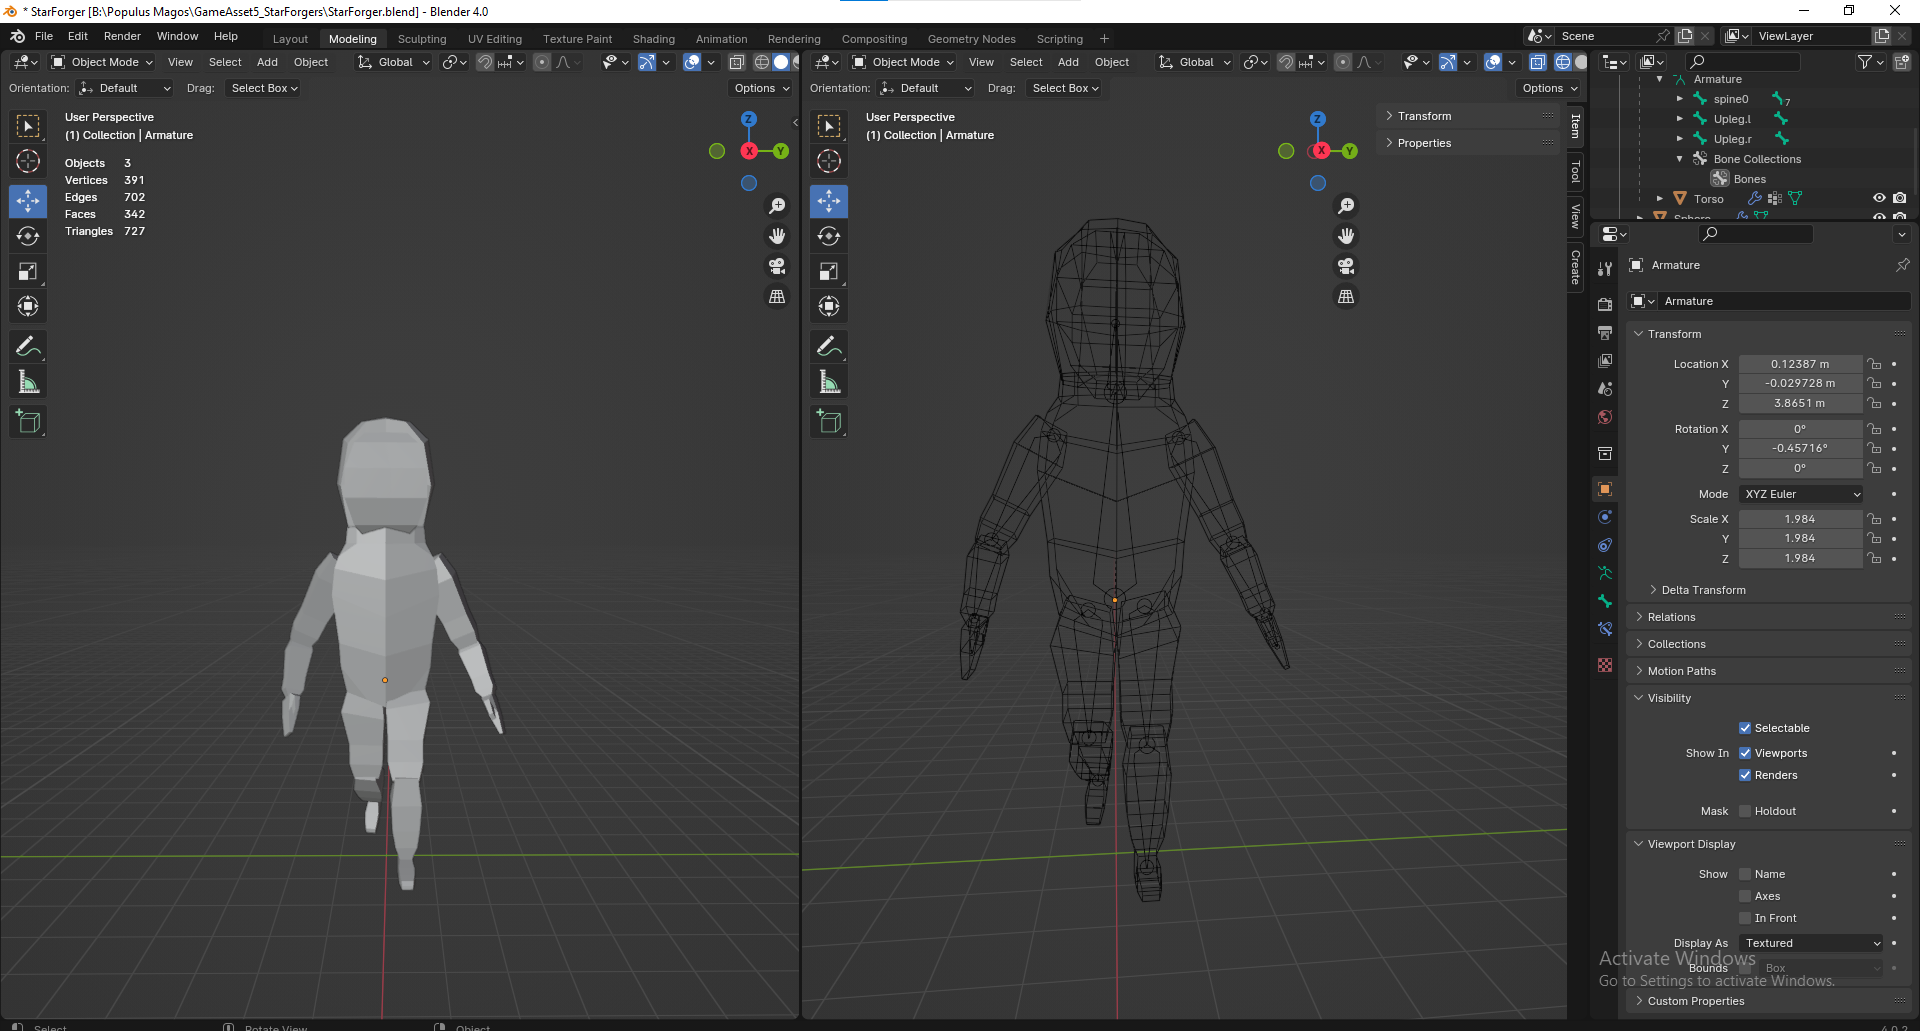 * StarForger [B:\Populus Magos\GameAsset5_StarForgers\StarForger.blend] - Blender 4.0
File Edit Render Window Help
Layout Modeling Sculpting UV Editing Texture Paint Shading Animation Rendering Compositing Geometry Nodes Scripting +
Scene
ViewLayer
Object Mode View Select Add Object Global
Orientation: Default Drag: Select Box Options
User Perspective
(1) Collection | Armature
Objects 3
Vertices 391
Edges 702
Faces 342
Triangles 727
Z
X
Y
Object Mode View Select Add Object Global
Orientation: Default Drag: Select Box Options
User Perspective
(1) Collection | Armature
Z
X
Y
Transform
Properties
Item
Tool
View
Create
Armature
spine0 7
Upleg.l
Upleg.r
Bone Collections
Bones
Torso
Sphere
Armature
Armature
Transform
Location X 0.12387 m
Y -0.029728 m
Z 3.8651 m
Rotation X 0°
Y -0.45716°
Z 0°
Mode XYZ Euler
Scale X 1.984
Y 1.984
Z 1.984
Delta Transform
Relations
Collections
Motion Paths
Visibility
Selectable
Show In Viewports
Renders
Mask Holdout
Viewport Display
Show Name
Axes
In Front
Display As Textured
Bounds Box
Activate Windows
Go to Settings to activate Windows.
Custom Properties
Select Rotate View Object 4.0.2